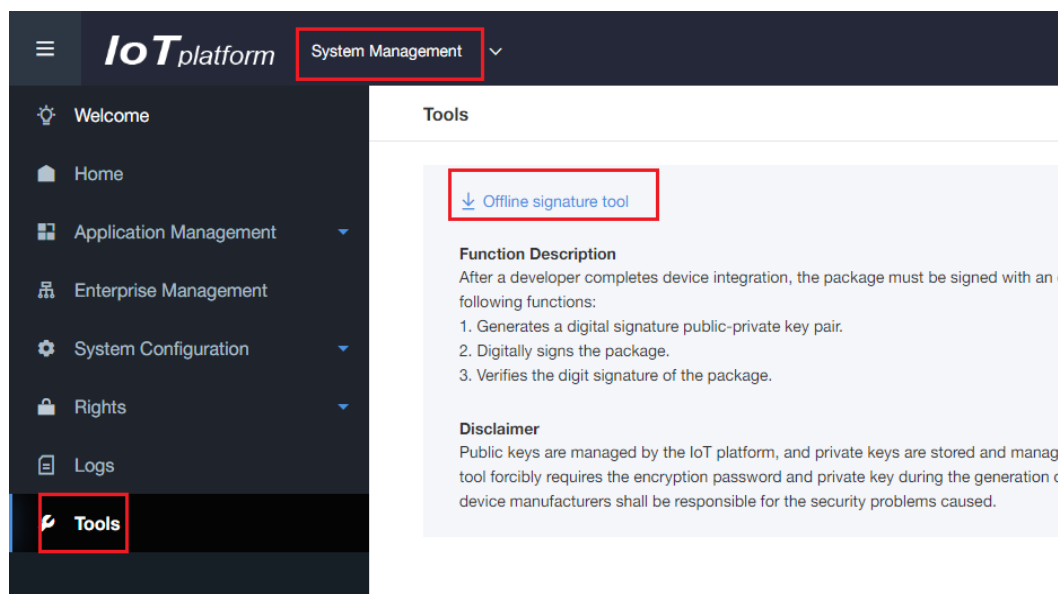 IoTplatform System Management
Welcome
Home
Application Management
Enterprise Management
System Configuration
Rights
Logs
Tools
Tools
Offline signature tool
Function Description
After a developer completes device integration, the package must be signed with an
following functions:
1. Generates a digital signature public-private key pair.
2. Digitally signs the package.
3. Verifies the digit signature of the package.
Disclaimer
Public keys are managed by the IoT platform, and private keys are stored and manag
tool forcibly requires the encryption password and private key during the generation
device manufacturers shall be responsible for the security problems caused.